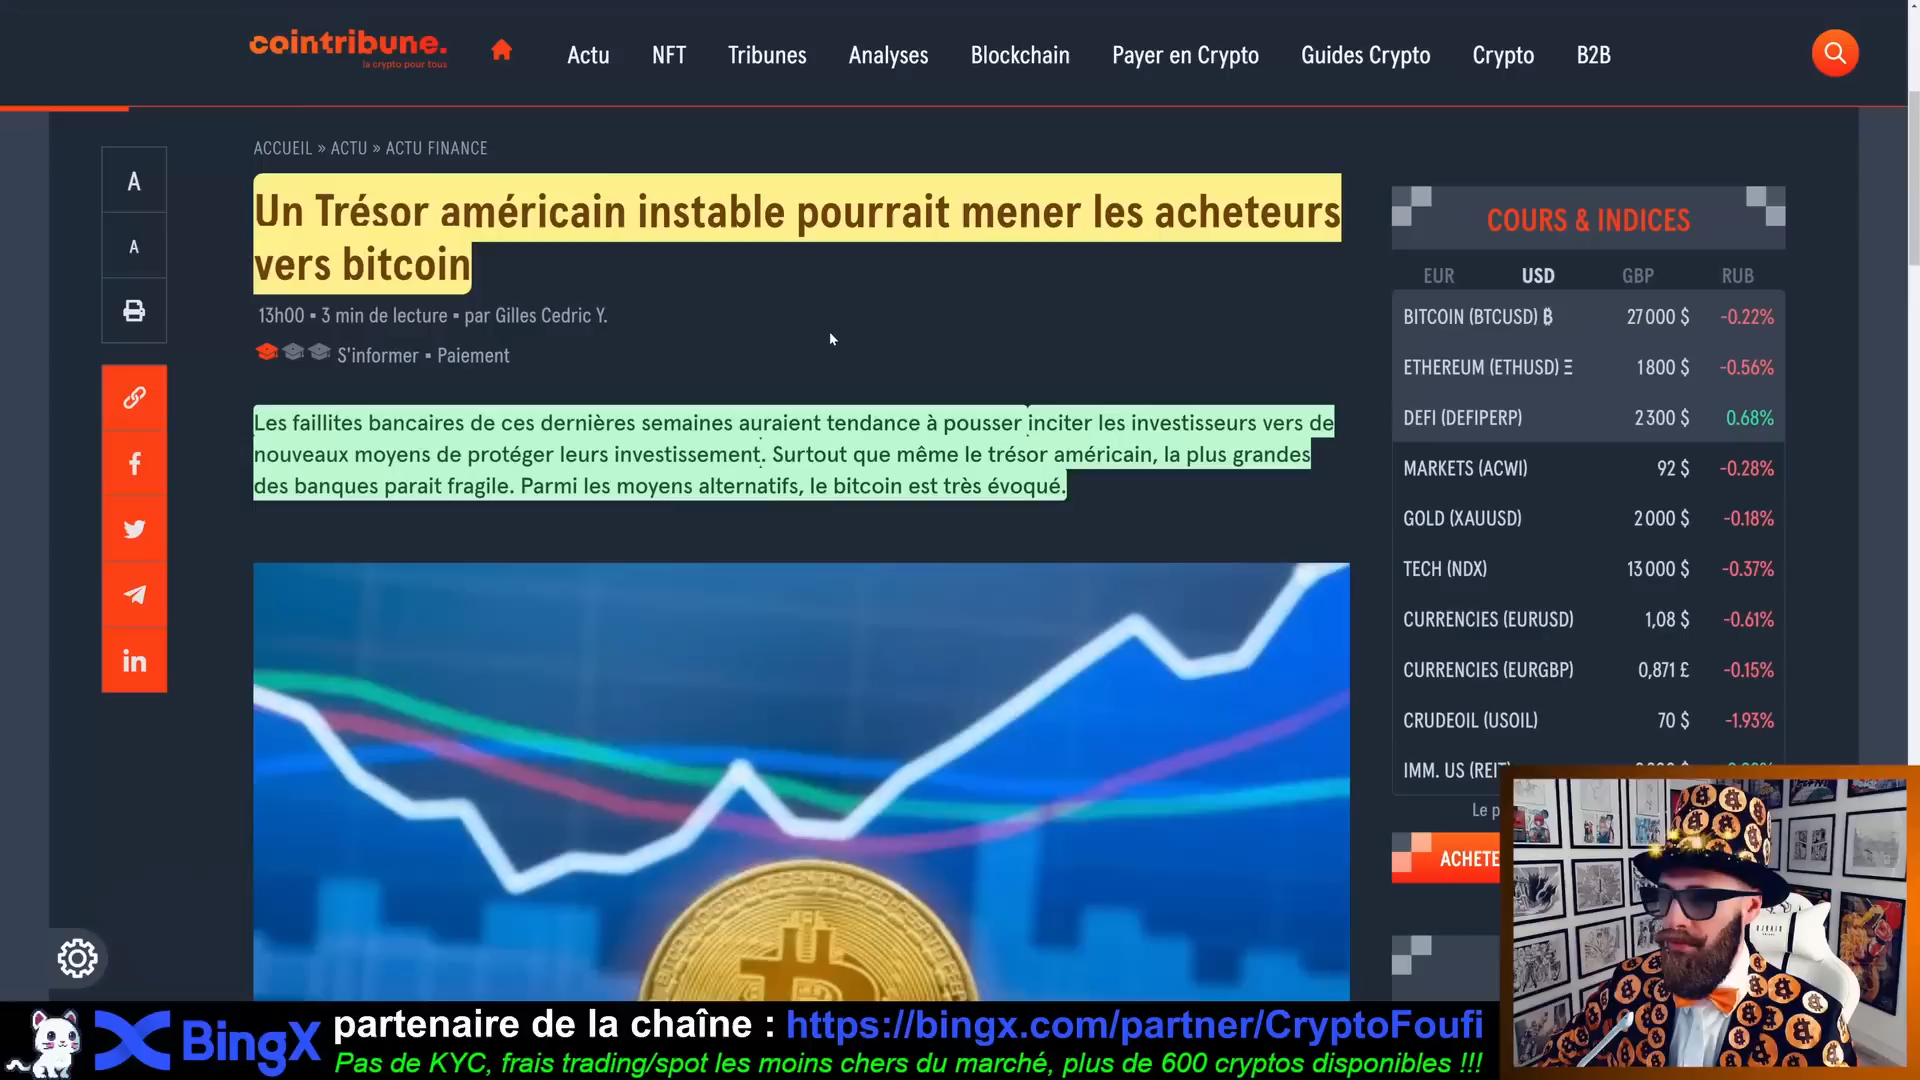 cointribune.
la crypto pour tous
Actu
NFT
Tribunes
Analyses
Blockchain
Payer en Crypto
Guides Crypto
Crypto
B2B
ACCUEIL » ACTU » ACTU FINANCE
A
A
Un Trésor américain instable pourrait mener les acheteurs
vers bitcoin
13h00 ▪ 3 min de lecture ▪ par Gilles Cedric Y.
S'informer ▪ Paiement
Les faillites bancaires de ces dernières semaines auraient tendance à pousser inciter les investisseurs vers de
nouveaux moyens de protéger leurs investissement. Surtout que même le trésor américain, la plus grandes
des banques parait fragile. Parmi les moyens alternatifs, le bitcoin est très évoqué.
COURS & INDICES
EUR USD GBP RUB
BITCOIN (BTCUSD) ₿ 27 000 $ -0.22%
ETHEREUM (ETHUSD) Ξ 1 800 $ -0.56%
DEFI (DEFIPERP) 2 300 $ 0.68%
MARKETS (ACWI) 92 $ -0.28%
GOLD (XAUUSD) 2 000 $ -0.18%
TECH (NDX) 13 000 $ -0.37%
CURRENCIES (EURUSD) 1,08 $ -0.61%
CURRENCIES (EURGBP) 0,871 £ -0.15%
CRUDEOIL (USOIL) 70 $ -1.93%
IMM. US (REIT)
Le p
ACHETE
BingX
partenaire de la chaîne : https://bingx.com/partner/CryptoFoufi
Pas de KYC, frais trading/spot les moins chers du marché, plus de 600 cryptos disponibles !!!